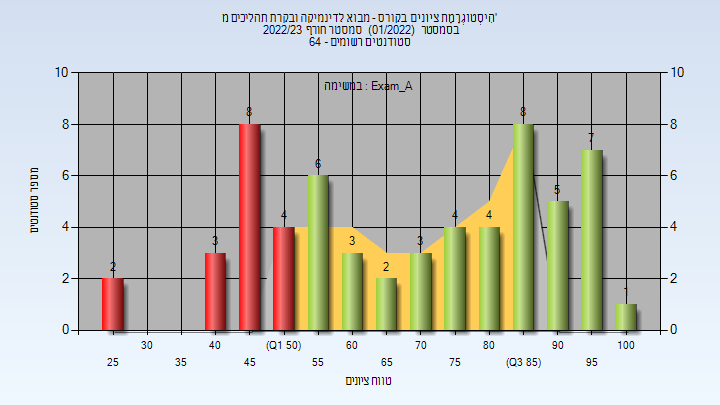 היסטוגרמת ציונים בקורס - מבוא לדינמיקה ובקרת תהליכים מ'
בסמסטר (01/2022) סמסטר חורף 2022/23
סטודנטים רשומים - 64
במשימה : Exam_A
מספר סטודנטים
10 10
8 8
6 6
4 4
2 2
0 0
2 3 8 4 6 3 2 3 4 4 8 5 7 1
30 40 (Q1 50) 60 70 80 90 100
25 35 45 55 65 75 (Q3 85) 95
טווח ציונים